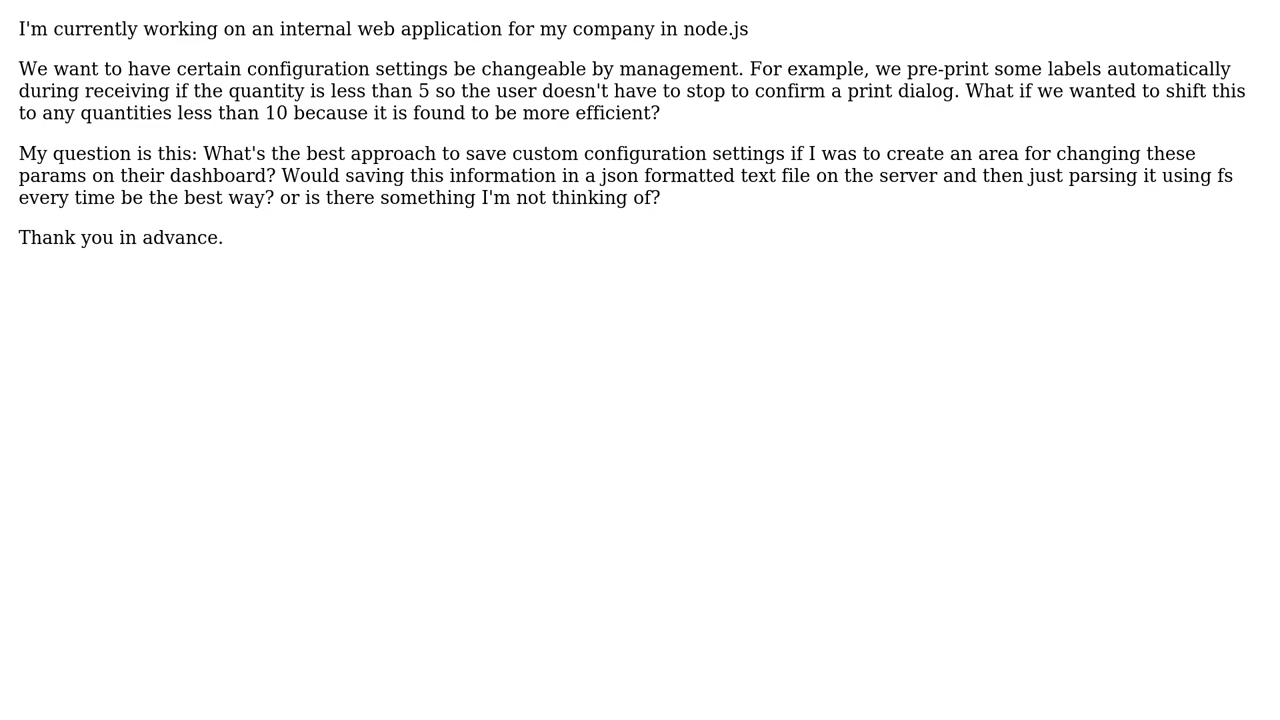 I'm currently working on an internal web application for my company in node.js
We want to have certain configuration settings be changeable by management. For example, we pre-print some labels automatically
during receiving if the quantity is less than 5 so the user doesn't have to stop to confirm a print dialog. What if we wanted to shift this
to any quantities less than 10 because it is found to be more efficient?
My question is this: What's the best approach to save custom configuration settings if I was to create an area for changing these
params on their dashboard? Would saving this information in a json formatted text file on the server and then just parsing it using fs
every time be the best way? or is there something I'm not thinking of?
Thank you in advance.